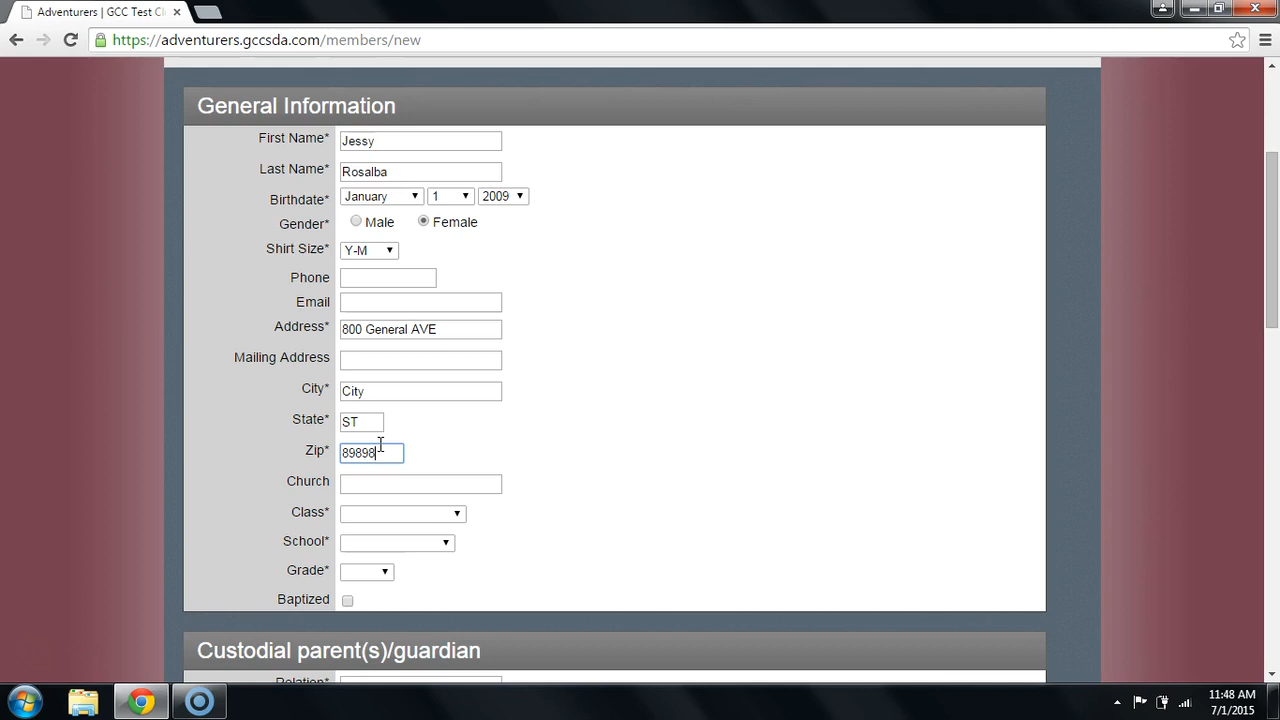 Adventurers | GCC Test Cl
https://adventurers.gccsda.com/members/new
General Information
First Name* Jessy
Last Name* Rosalba
Birthdate* January 1 2009
Gender* Male Female
Shirt Size* Y-M
Phone
Email
Address* 800 General AVE
Mailing Address
City* City
State* ST
Zip* 89898
Church
Class*
School*
Grade*
Baptized
Custodial parent(s)/guardian
Relation*
11:48 AM
7/1/2015